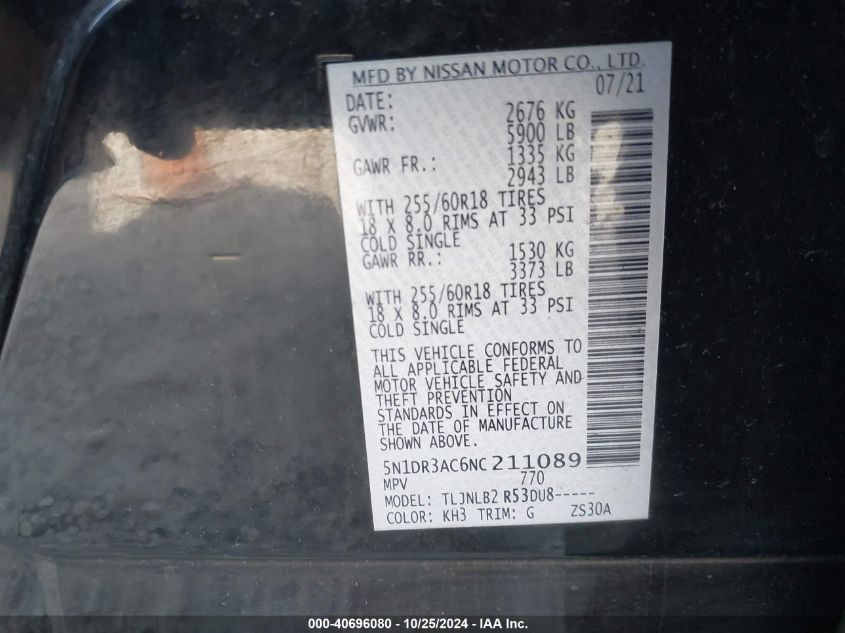 MFD BY NISSAN MOTOR CO., LTD.
DATE: 07/21
GVWR: 2676 KG
5900 LB
GAWR FR.: 1335 KG
2943 LB
WITH 255/60R18 TIRES
18 X 8.0 RIMS AT 33 PSI
COLD SINGLE
GAWR RR.: 1530 KG
3373 LB
WITH 255/60R18 TIRES
18 X 8.0 RIMS AT 33 PSI
COLD SINGLE
THIS VEHICLE CONFORMS TO
ALL APPLICABLE FEDERAL
MOTOR VEHICLE SAFETY AND
THEFT PREVENTION
STANDARDS IN EFFECT ON
THE DATE OF MANUFACTURE
SHOWN ABOVE.
5N1DR3AC6NC211089
MPV 770
MODEL: TLJNLB2 R53DU8-----
COLOR: KH3 TRIM: G ZS30A
000-40696080 - 10/25/2024 - IAA Inc.